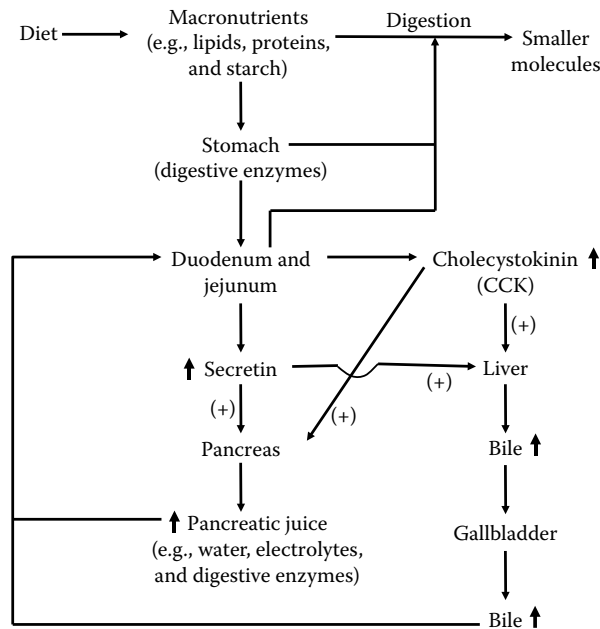 Diet
Macronutrients
(e.g., lipids, proteins,
and starch)
Digestion
Smaller
molecules
Stomach
(digestive enzymes)
Duodenum and
jejunum
Cholecystokinin
(CCK)
(+)
Secretin
(+)
Liver
(+)
(+)
Pancreas
Bile
Pancreatic juice
(e.g., water, electrolytes,
and digestive enzymes)
Gallbladder
Bile